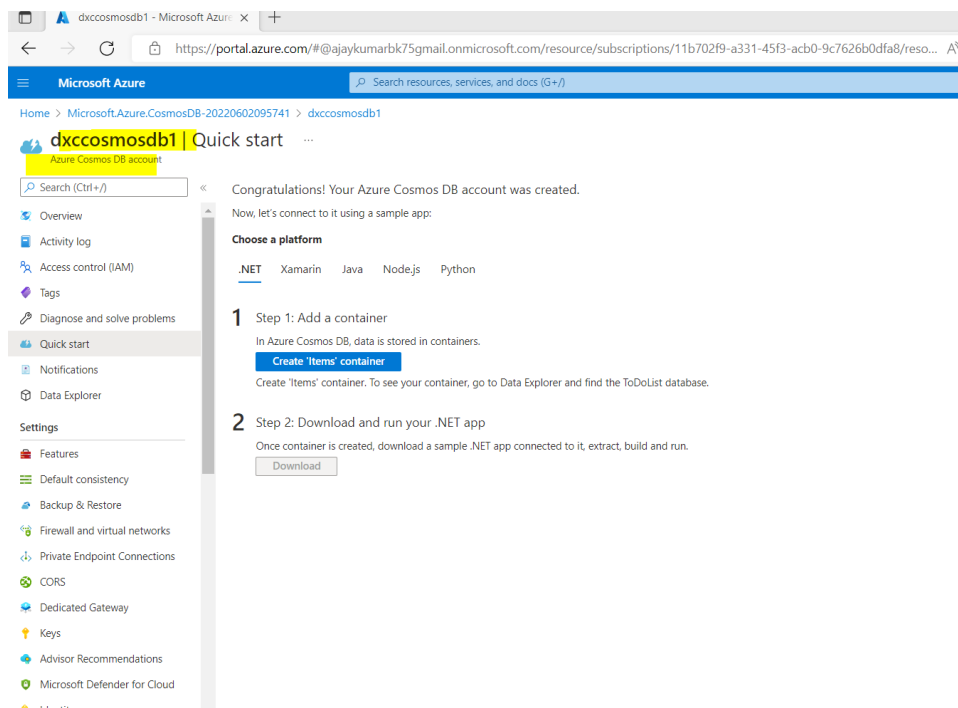 dxccosmosdb1 - Microsoft Azure
https://portal.azure.com/#@ajaykumarbk75gmail.onmicrosoft.com/resource/subscriptions/11b702f9-a331-45f3-acb0-9c7626b0dfa8/reso...
Microsoft Azure
Search resources, services, and docs (G+/)
Home > Microsoft.Azure.CosmosDB-20220602095741 > dxccosmosdb1
dxccosmosdb1 | Quick start ...
Azure Cosmos DB account
Search (Ctrl+/)
«
Overview
Activity log
Access control (IAM)
Tags
Diagnose and solve problems
Quick start
Notifications
Data Explorer
Settings
Features
Default consistency
Backup & Restore
Firewall and virtual networks
Private Endpoint Connections
CORS
Dedicated Gateway
Keys
Advisor Recommendations
Microsoft Defender for Cloud
Congratulations! Your Azure Cosmos DB account was created.
Now, let's connect to it using a sample app:
Choose a platform
.NET Xamarin Java Node.js Python
1 Step 1: Add a container
In Azure Cosmos DB, data is stored in containers.
Create 'Items' container
Create 'Items' container. To see your container, go to Data Explorer and find the ToDoList database.
2 Step 2: Download and run your .NET app
Once container is created, download a sample .NET app connected to it, extract, build and run.
Download